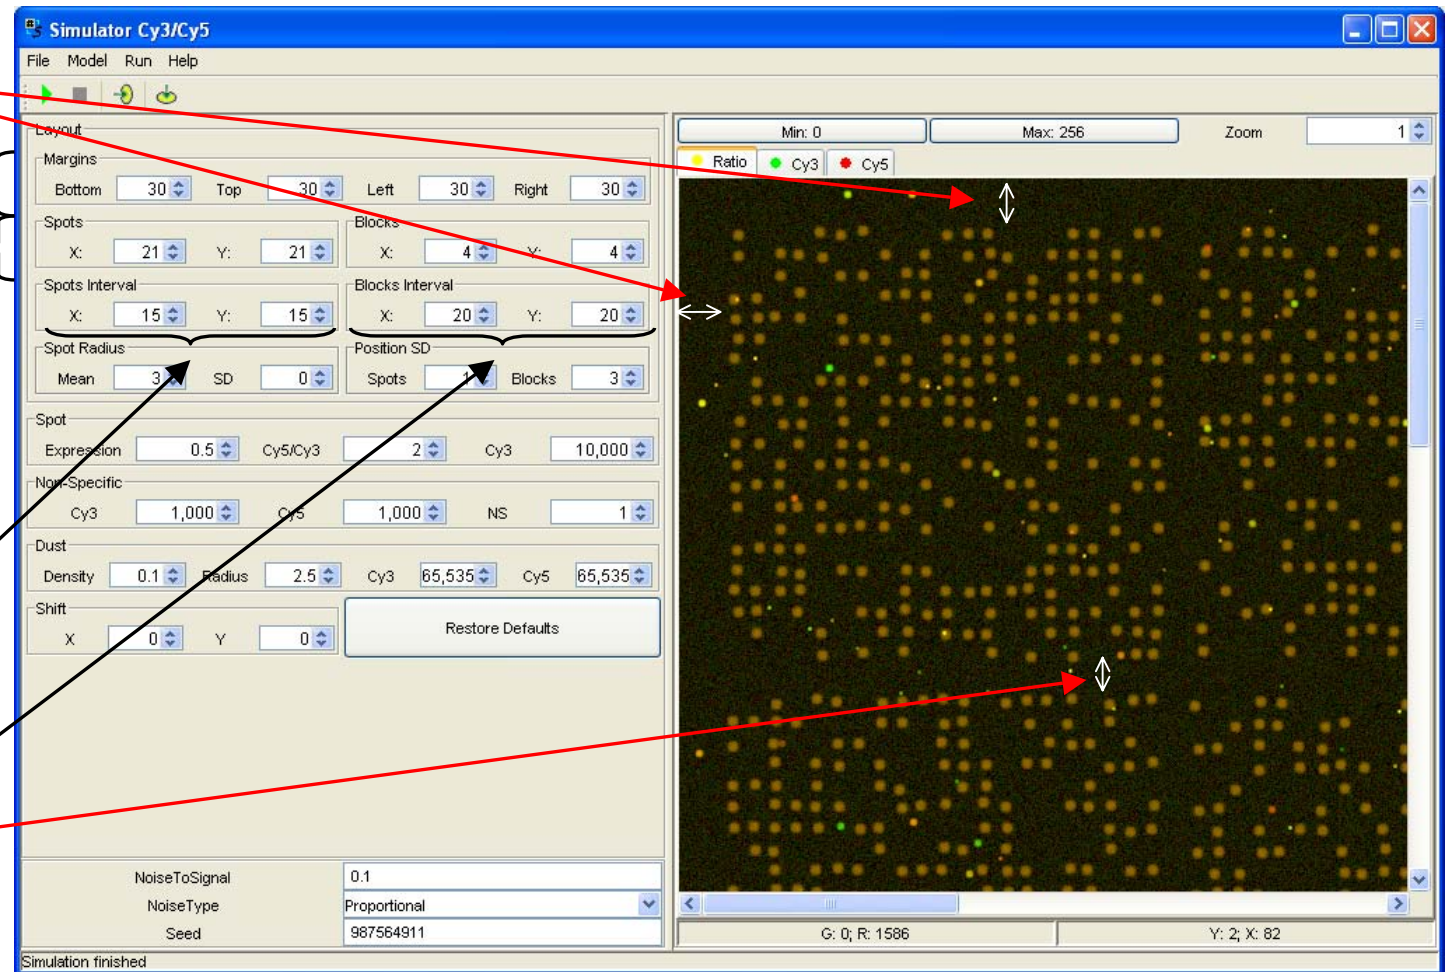 Simulator Cy3/Cy5
File Model Run Help
Layout
Margins
Bottom 30 Top 30 Left 30 Right 30
Spots Blocks
X: 21 Y: 21 X: 4 Y: 4
Spots Interval Blocks Interval
X: 15 Y: 15 X: 20 Y: 20
Spot Radius Position SD
Mean 3 SD 0 Spots 1 Blocks 3
Spot
Expression 0.5 Cy5/Cy3 2 Cy3 10,000
Non-Specific
Cy3 1,000 Cy5 1,000 NS 1
Dust
Density 0.1 Radius 2.5 Cy3 65,535 Cy5 65,535
Shift
X 0 Y 0 Restore Defaults
NoiseToSignal 0.1
NoiseType Proportional
Seed 987564911
Simulation finished
Min: 0 Max: 256 Zoom 1
Ratio Cy3 Cy5
G: 0; R: 1586 Y: 2; X: 82